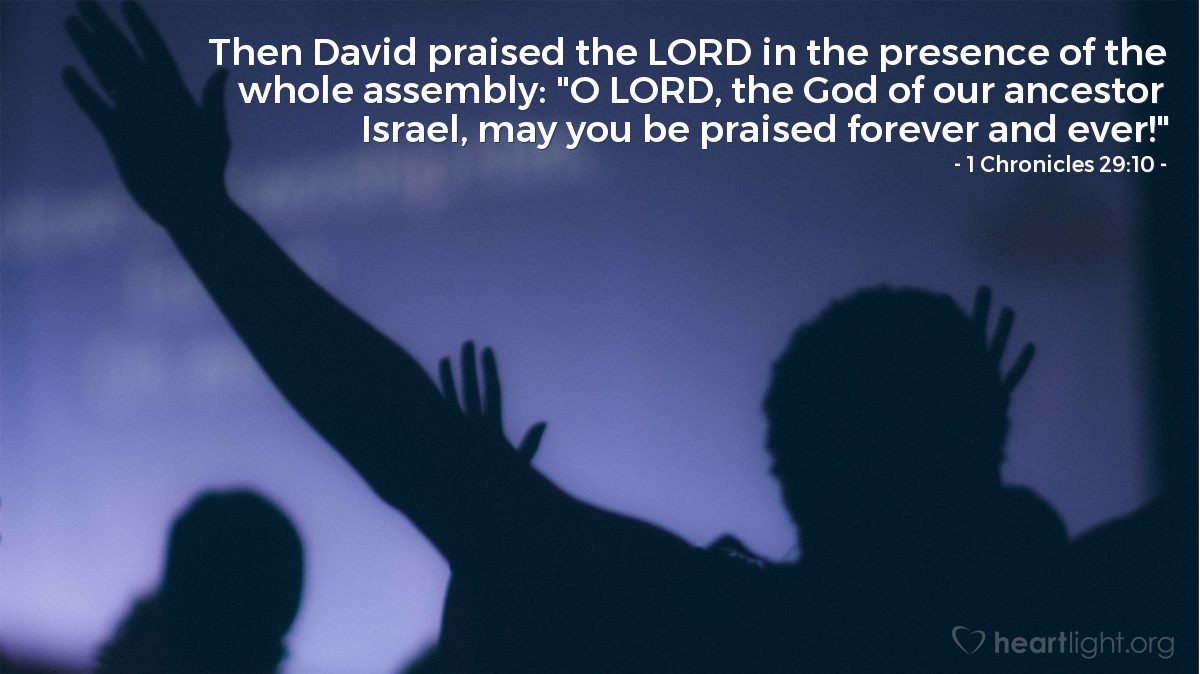 Then David praised the LORD in the presence of the
whole assembly: "O LORD, the God of our ancestor
Israel, may you be praised forever and ever!"
- 1 Chronicles 29:10 -
heartlight.org